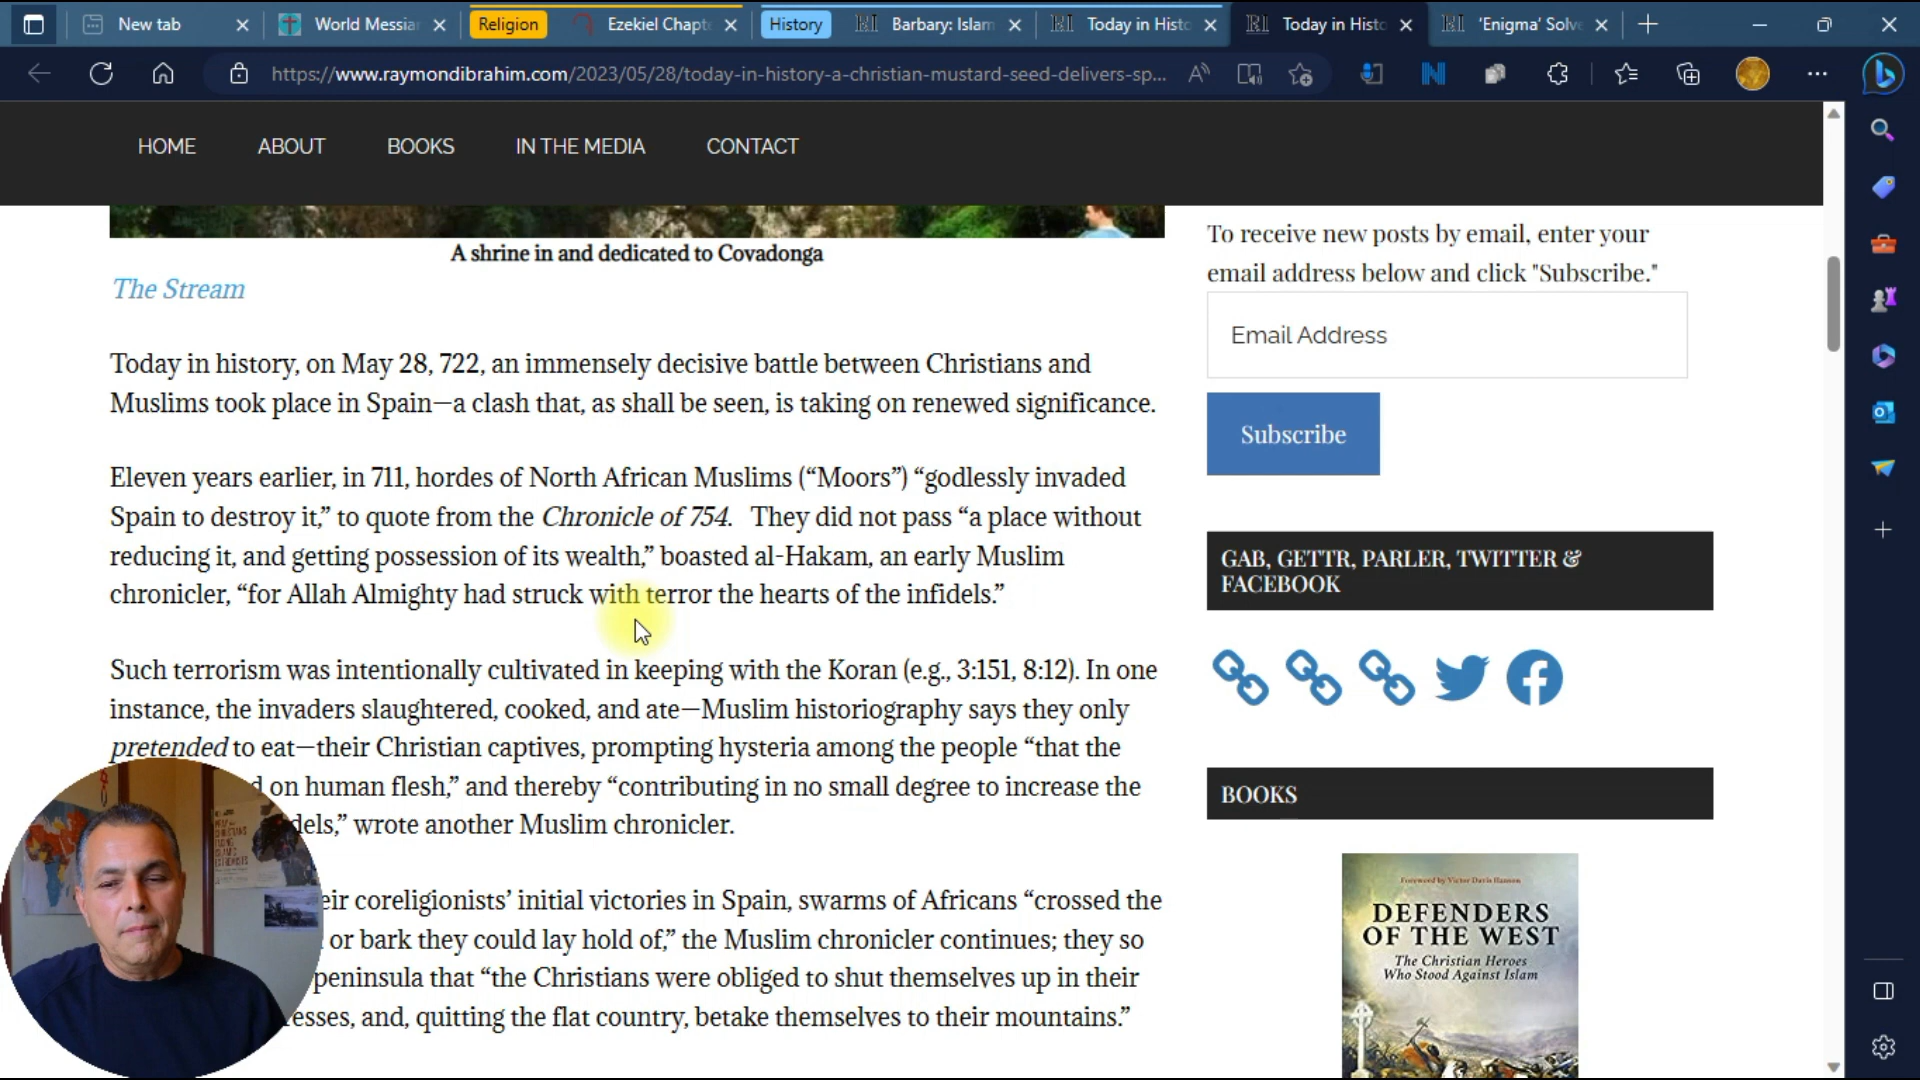 New tab
World Messia
Religion
Ezekiel Chapt
History
Barbary: Islam
Today in Histo
Today in Histo
'Enigma' Solv
https://www.raymondibrahim.com/2023/05/28/today-in-history-a-christian-mustard-seed-delivers-sp...
HOME ABOUT BOOKS IN THE MEDIA CONTACT
A shrine in and dedicated to Covadonga
The Stream
Today in history, on May 28, 722, an immensely decisive battle between Christians and
Muslims took place in Spain—a clash that, as shall be seen, is taking on renewed significance.
Eleven years earlier, in 711, hordes of North African Muslims (“Moors”) “godlessly invaded
Spain to destroy it,” to quote from the Chronicle of 754. They did not pass “a place without
reducing it, and getting possession of its wealth,” boasted al-Hakam, an early Muslim
chronicler, “for Allah Almighty had struck with terror the hearts of the infidels.”
Such terrorism was intentionally cultivated in keeping with the Koran (e.g., 3:151, 8:12). In one
instance, the invaders slaughtered, cooked, and ate—Muslim historiography says they only
pretended to eat—their Christian captives, prompting hysteria among the people “that the
on human flesh,” and thereby “contributing in no small degree to increase the
dels,” wrote another Muslim chronicler.
eir coreligionists’ initial victories in Spain, swarms of Africans “crossed the
or bark they could lay hold of,” the Muslim chronicler continues; they so
peninsula that “the Christians were obliged to shut themselves up in their
esses, and, quitting the flat country, betake themselves to their mountains.”
To receive new posts by email, enter your
email address below and click "Subscribe."
Email Address
Subscribe
GAB, GETTR, PARLER, TWITTER &
FACEBOOK
BOOKS
Foreword by Victor Davis Hanson
DEFENDERS
OF THE WEST
The Christian Heroes
Who Stood Against Islam